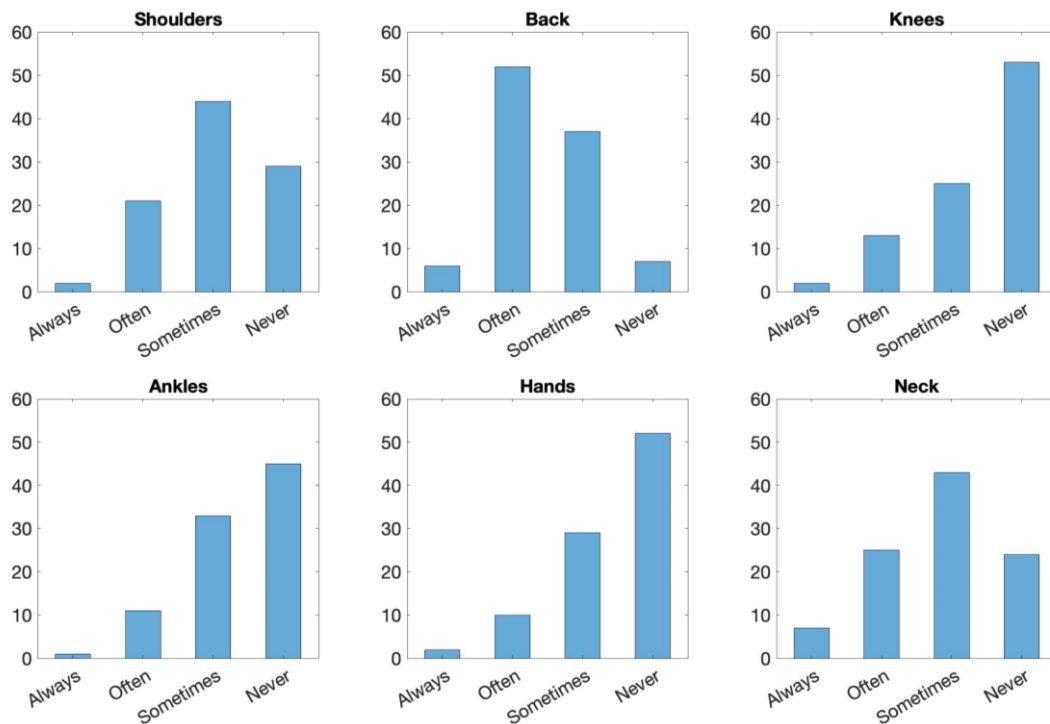 Shoulders
60
50
40
30
20
10
0
Always
Often
Sometimes
Never
Back
60
50
40
30
20
10
0
Always
Often
Sometimes
Never
Knees
60
50
40
30
20
10
0
Always
Often
Sometimes
Never
Ankles
60
50
40
30
20
10
0
Always
Often
Sometimes
Never
Hands
60
50
40
30
20
10
0
Always
Often
Sometimes
Never
Neck
60
50
40
30
20
10
0
Always
Often
Sometimes
Never